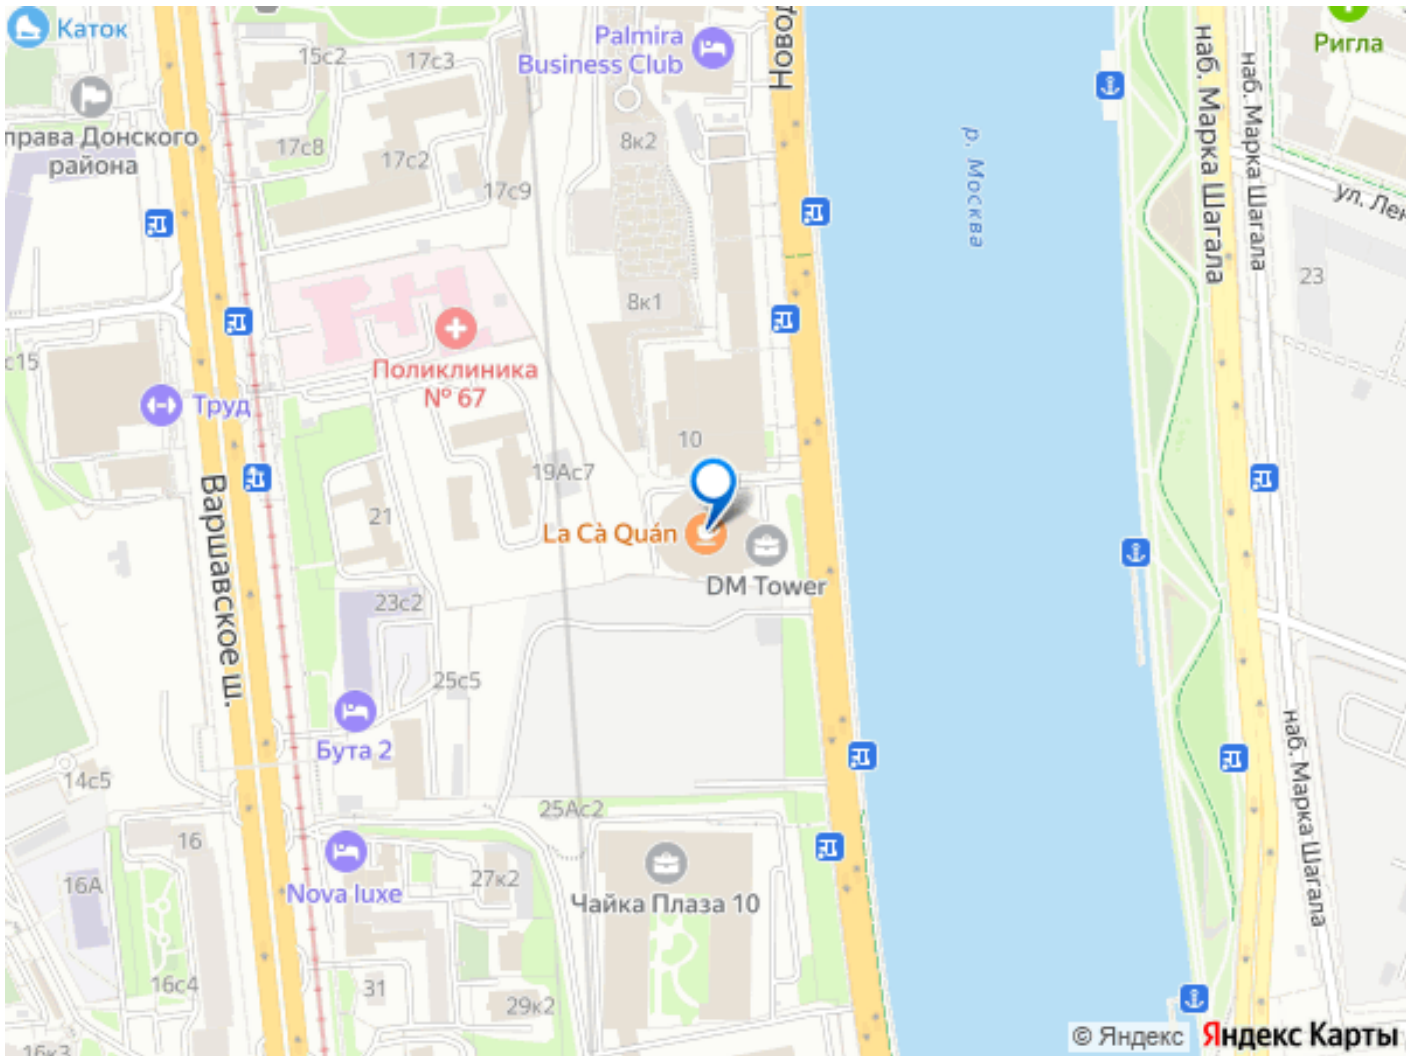 Каток
Palmira
Business Club
Новод
Ригла
15с2
17с3
наб. Марка Шагала
наб. Марка Шагала
права Донского
района
17с8
17с2
17с9
8к2
р. Москва
ул. Лен
23
8к1
с15
Поликлиника
№ 67
Труд
10
19Ас7
Варшавское ш.
21
La Cà Quán
DM Tower
23с2
25с5
Бута 2
наб. Марка Шагала
14с5
25Ас2
16
16А
27к2
Nova luxe
Чайка Плаза 10
16с4
31
29к2
16к3
© Яндекс
Яндекс Карты